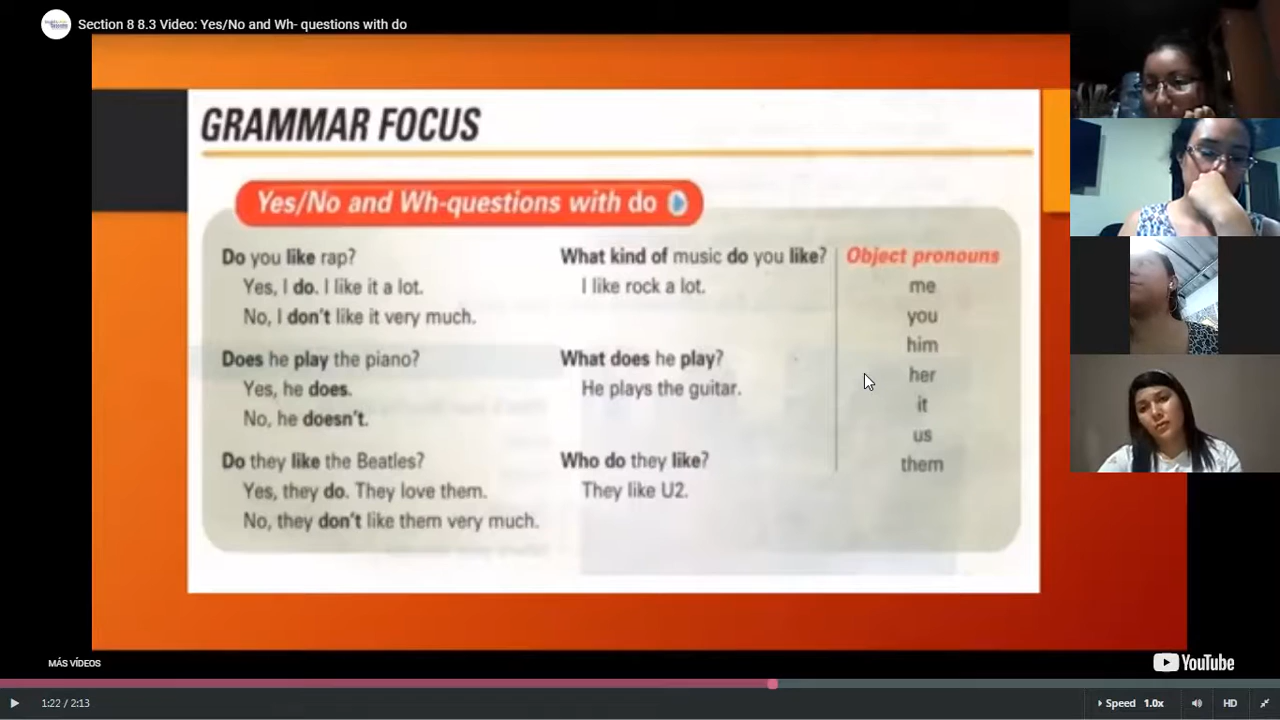 Section 8 8.3 Video: Yes/No and Wh- questions with do
GRAMMAR FOCUS
Yes/No and Wh-questions with do
Do you like rap?
Yes, I do. I like it a lot.
No, I don't like it very much.
Does he play the piano?
Yes, he does.
No, he doesn't.
Do they like the Beatles?
Yes, they do. They love them.
No, they don't like them very much.
What kind of music do you like?
I like rock a lot.
What does he play?
He plays the guitar.
Who do they like?
They like U2.
Object pronouns
me
you
him
her
it
us
them
MÁS VÍDEOS
YouTube
1:22 / 2:13
Speed 1.0x
HD